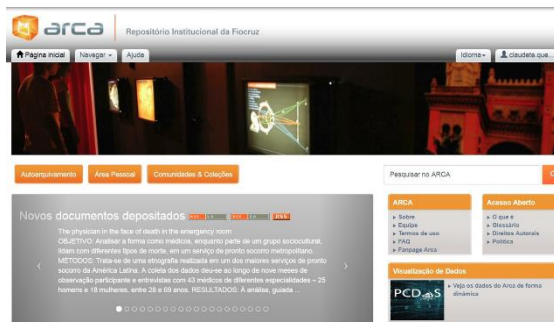 arca
Repositório Institucional da Fiocruz
Página inicial
Navegar
Ajuda
Idioma
claudete que...
Autoarquivamento
Área Pessoal
Comunidades & Coleções
Pesquisar no ARCA
Novos documentos depositados
RSS
The physician in the face of death in the emergency room
OBJETIVO: Analisar a forma como médicos, enquanto parte de um grupo sociocultural,
lidam com diferentes tipos de morte, em um serviço de pronto socorro metropolitano.
MÉTODOS: Trata-se de uma etnografia realizada em um dos maiores serviços de pronto
socorro da América Latina. A coleta dos dados deu-se ao longo de nove meses de
observação participante e entrevistas com 43 médicos de diferentes especialidades – 25
homens e 18 mulheres, entre 28 e 69 anos. RESULTADOS: A análise, guiada ...
ARCA
Sobre
Equipe
Termos de uso
FAQ
Fanpage Arca
Acesso Aberto
O que é
Glossário
Direitos Autorais
Política
Visualização de Dados
PCD
Veja os dados do Arca de forma
dinâmica